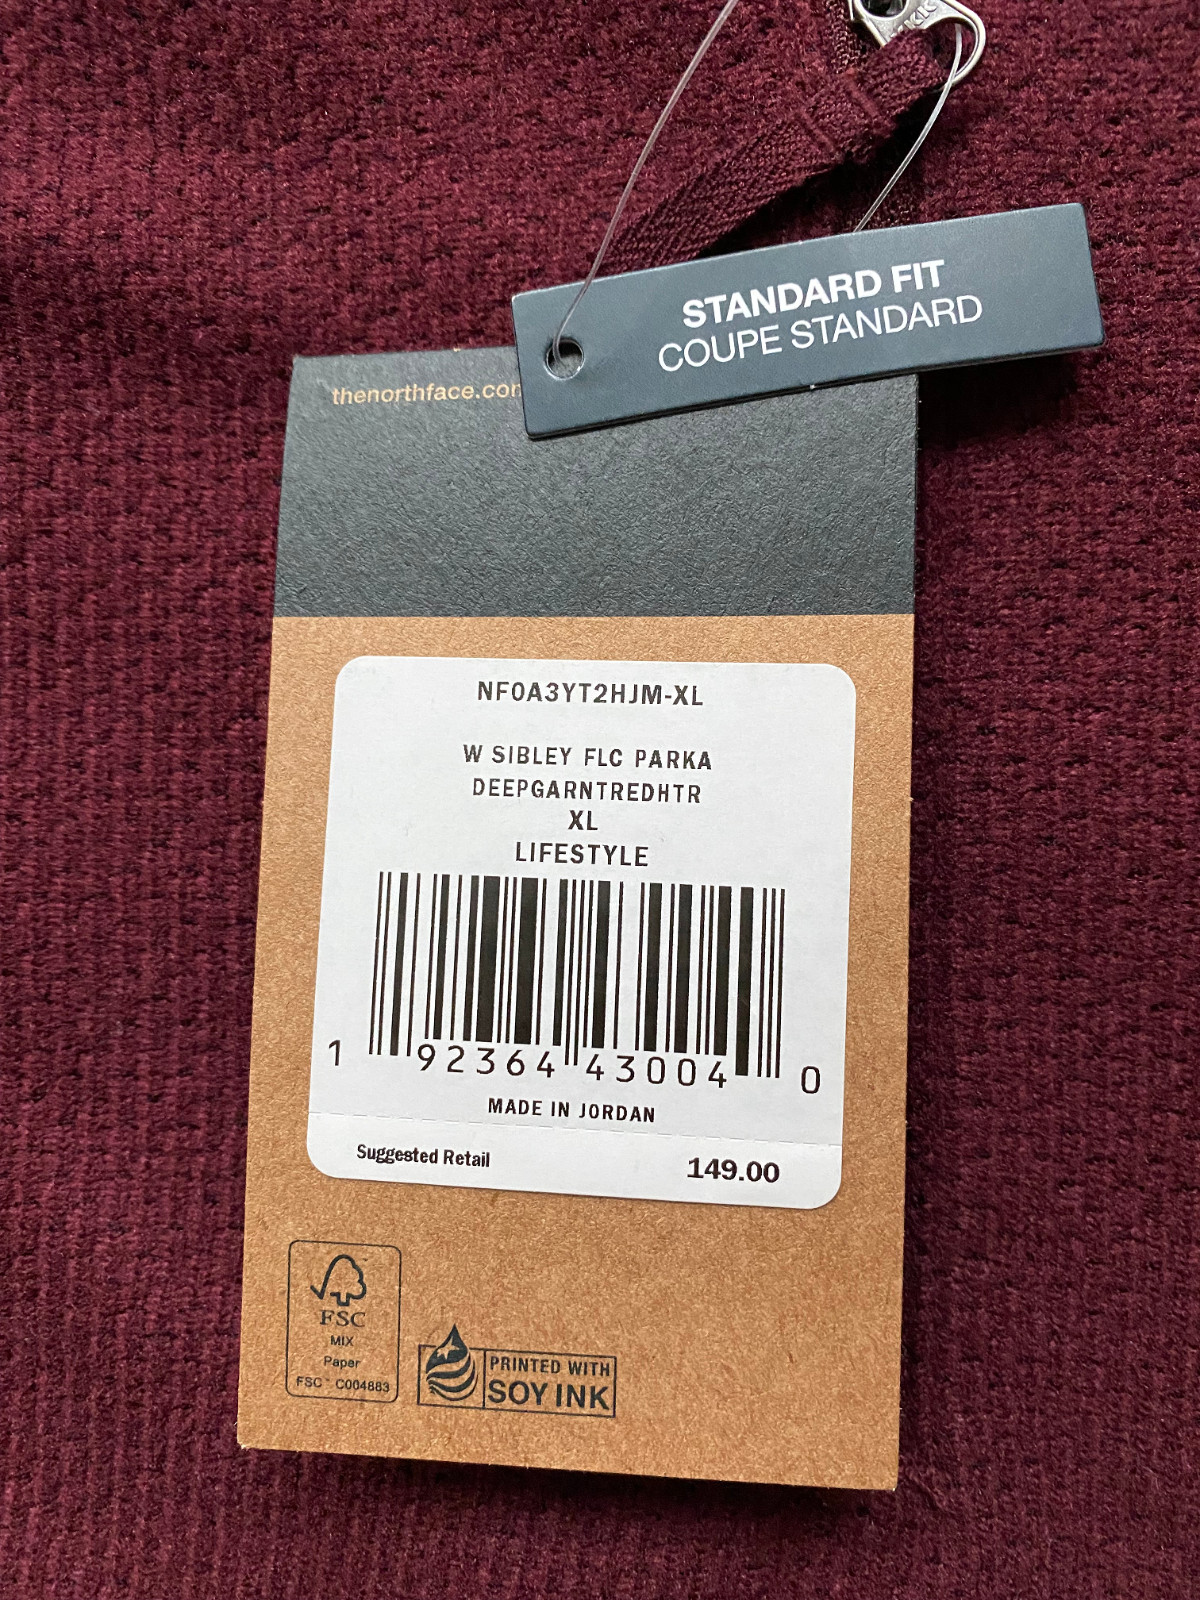 STANDARD FIT
COUPE STANDARD
thenorthface.com
NF0A3YT2HJM-XL
W SIBLEY FLC PARKA
DEEPGARNTREDHTR
XL
LIFESTYLE
1 92364 43004 0
MADE IN JORDAN
Suggested Retail 149.00
FSC
MIX
Paper
FSC™ C004883
PRINTED WITH
SOY INK